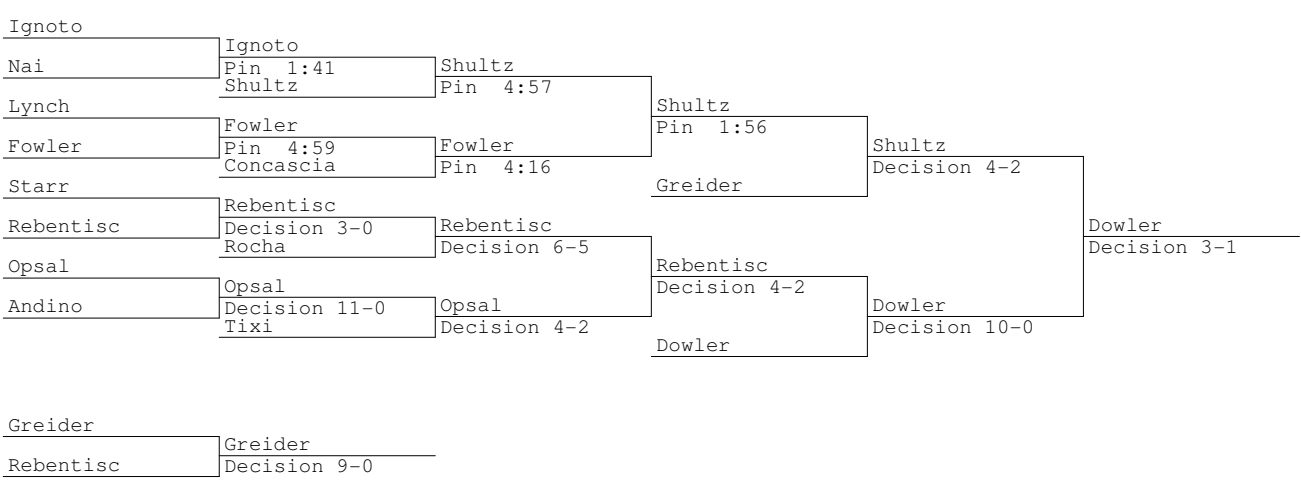 Ignoto
Ignoto
Nai
Pin 1:41
Shultz
Shultz
Pin 4:57
Lynch
Shultz
Fowler
Pin 1:56
Fowler
Pin 4:59
Fowler
Shultz
Concascia
Pin 4:16
Decision 4-2
Starr
Greider
Rebentisc
Rebentisc
Decision 3-0
Rebentisc
Dowler
Rocha
Decision 6-5
Decision 3-1
Opsal
Rebentisc
Opsal
Decision 4-2
Andino
Decision 11-0
Opsal
Dowler
Tixi
Decision 4-2
Decision 10-0
Dowler
Greider
Greider
Rebentisc
Decision 9-0